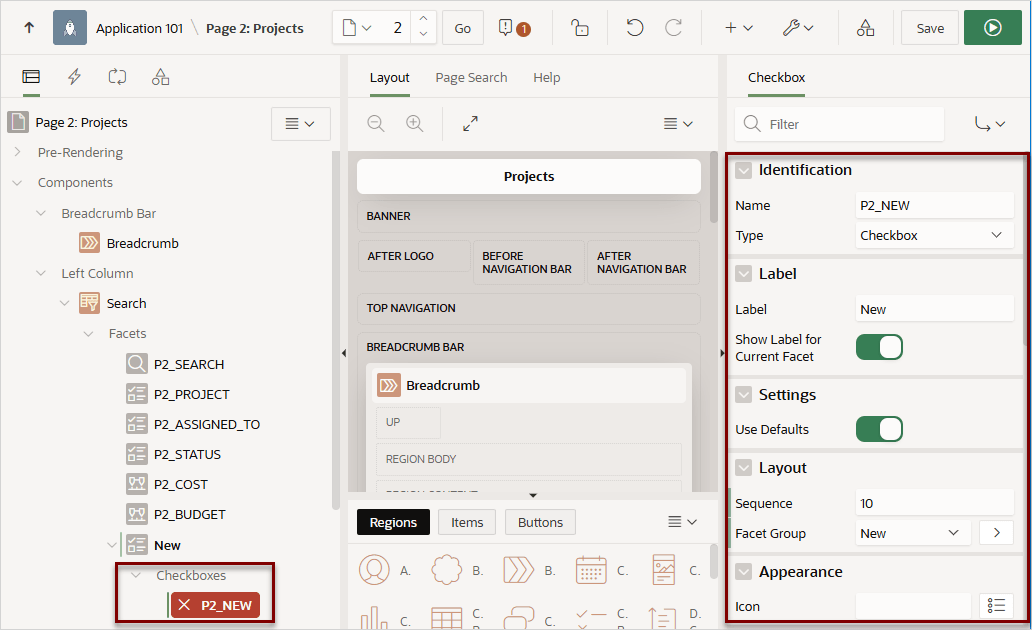 Application 101 \ Page 2: Projects
2
Go
1
Save
Page 2: Projects
Pre-Rendering
Components
Breadcrumb Bar
Breadcrumb
Left Column
Search
Facets
P2_SEARCH
P2_PROJECT
P2_ASSIGNED_TO
P2_STATUS
P2_COST
P2_BUDGET
New
Checkboxes
P2_NEW
Layout
Page Search
Help
Projects
BANNER
AFTER LOGO
BEFORE
NAVIGATION BAR
AFTER
NAVIGATION BAR
TOP NAVIGATION
BREADCRUMB BAR
Breadcrumb
UP
REGION BODY
REGION CONTENT
Regions
Items
Buttons
A.
B.
B.
C.
C.
C.
C.
B.
C.
C.
C.
B.
D.
C.
Checkbox
Filter
Identification
Name
P2_NEW
Type
Checkbox
Label
Label
New
Show Label for
Current Facet
Settings
Use Defaults
Layout
Sequence
10
Facet Group
New
Appearance
Icon